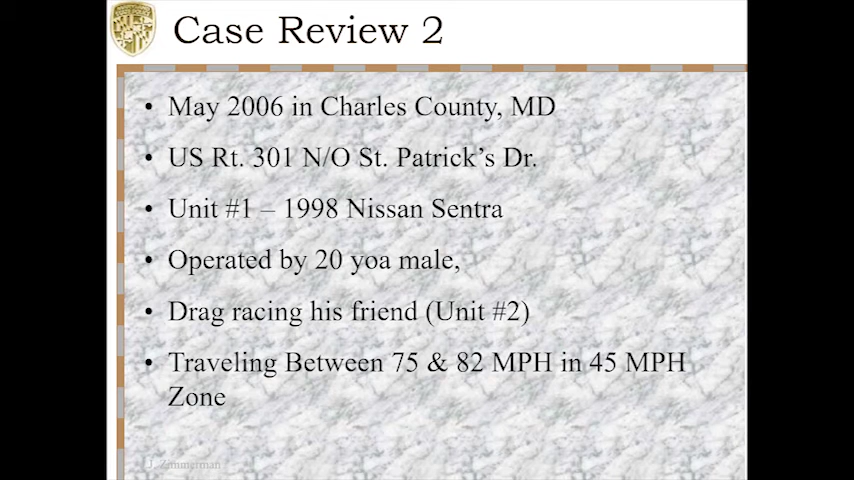 Case Review 2
• May 2006 in Charles County, MD
• US Rt. 301 N/O St. Patrick's Dr.
• Unit #1 – 1998 Nissan Sentra
• Operated by 20 yoa male,
• Drag racing his friend (Unit #2)
• Traveling Between 75 & 82 MPH in 45 MPH
Zone
J. Zimmerman